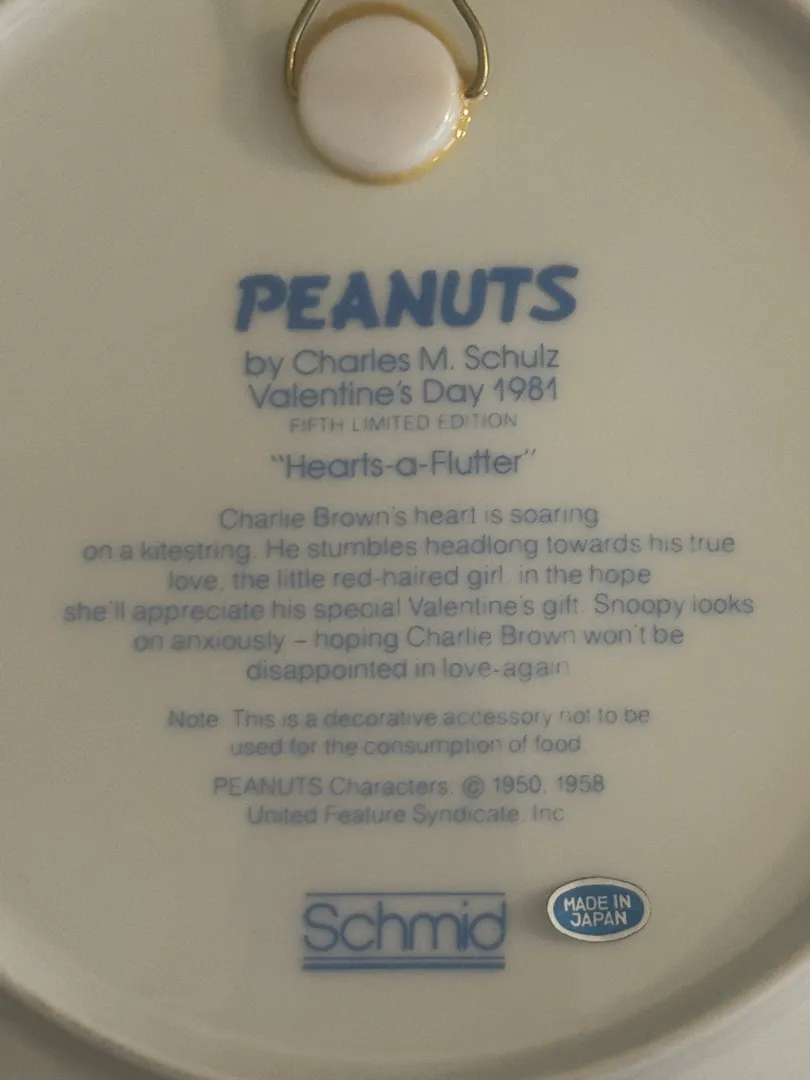 PEANUTS
by Charles M. Schulz
Valentine's Day 1981
FIFTH LIMITED EDITION
"Hearts-a-Flutter"
Charlie Brown's heart is soaring
on a kitestring. He stumbles headlong towards his true
love, the little red-haired girl, in the hope
she'll appreciate his special Valentine's gift. Snoopy looks
on anxiously – hoping Charlie Brown won't be
disappointed in love-again.
Note: This is a decorative accessory not to be
used for the consumption of food.
PEANUTS Characters: © 1950, 1958
United Feature Syndicate, Inc.
Schmid
MADE IN
JAPAN